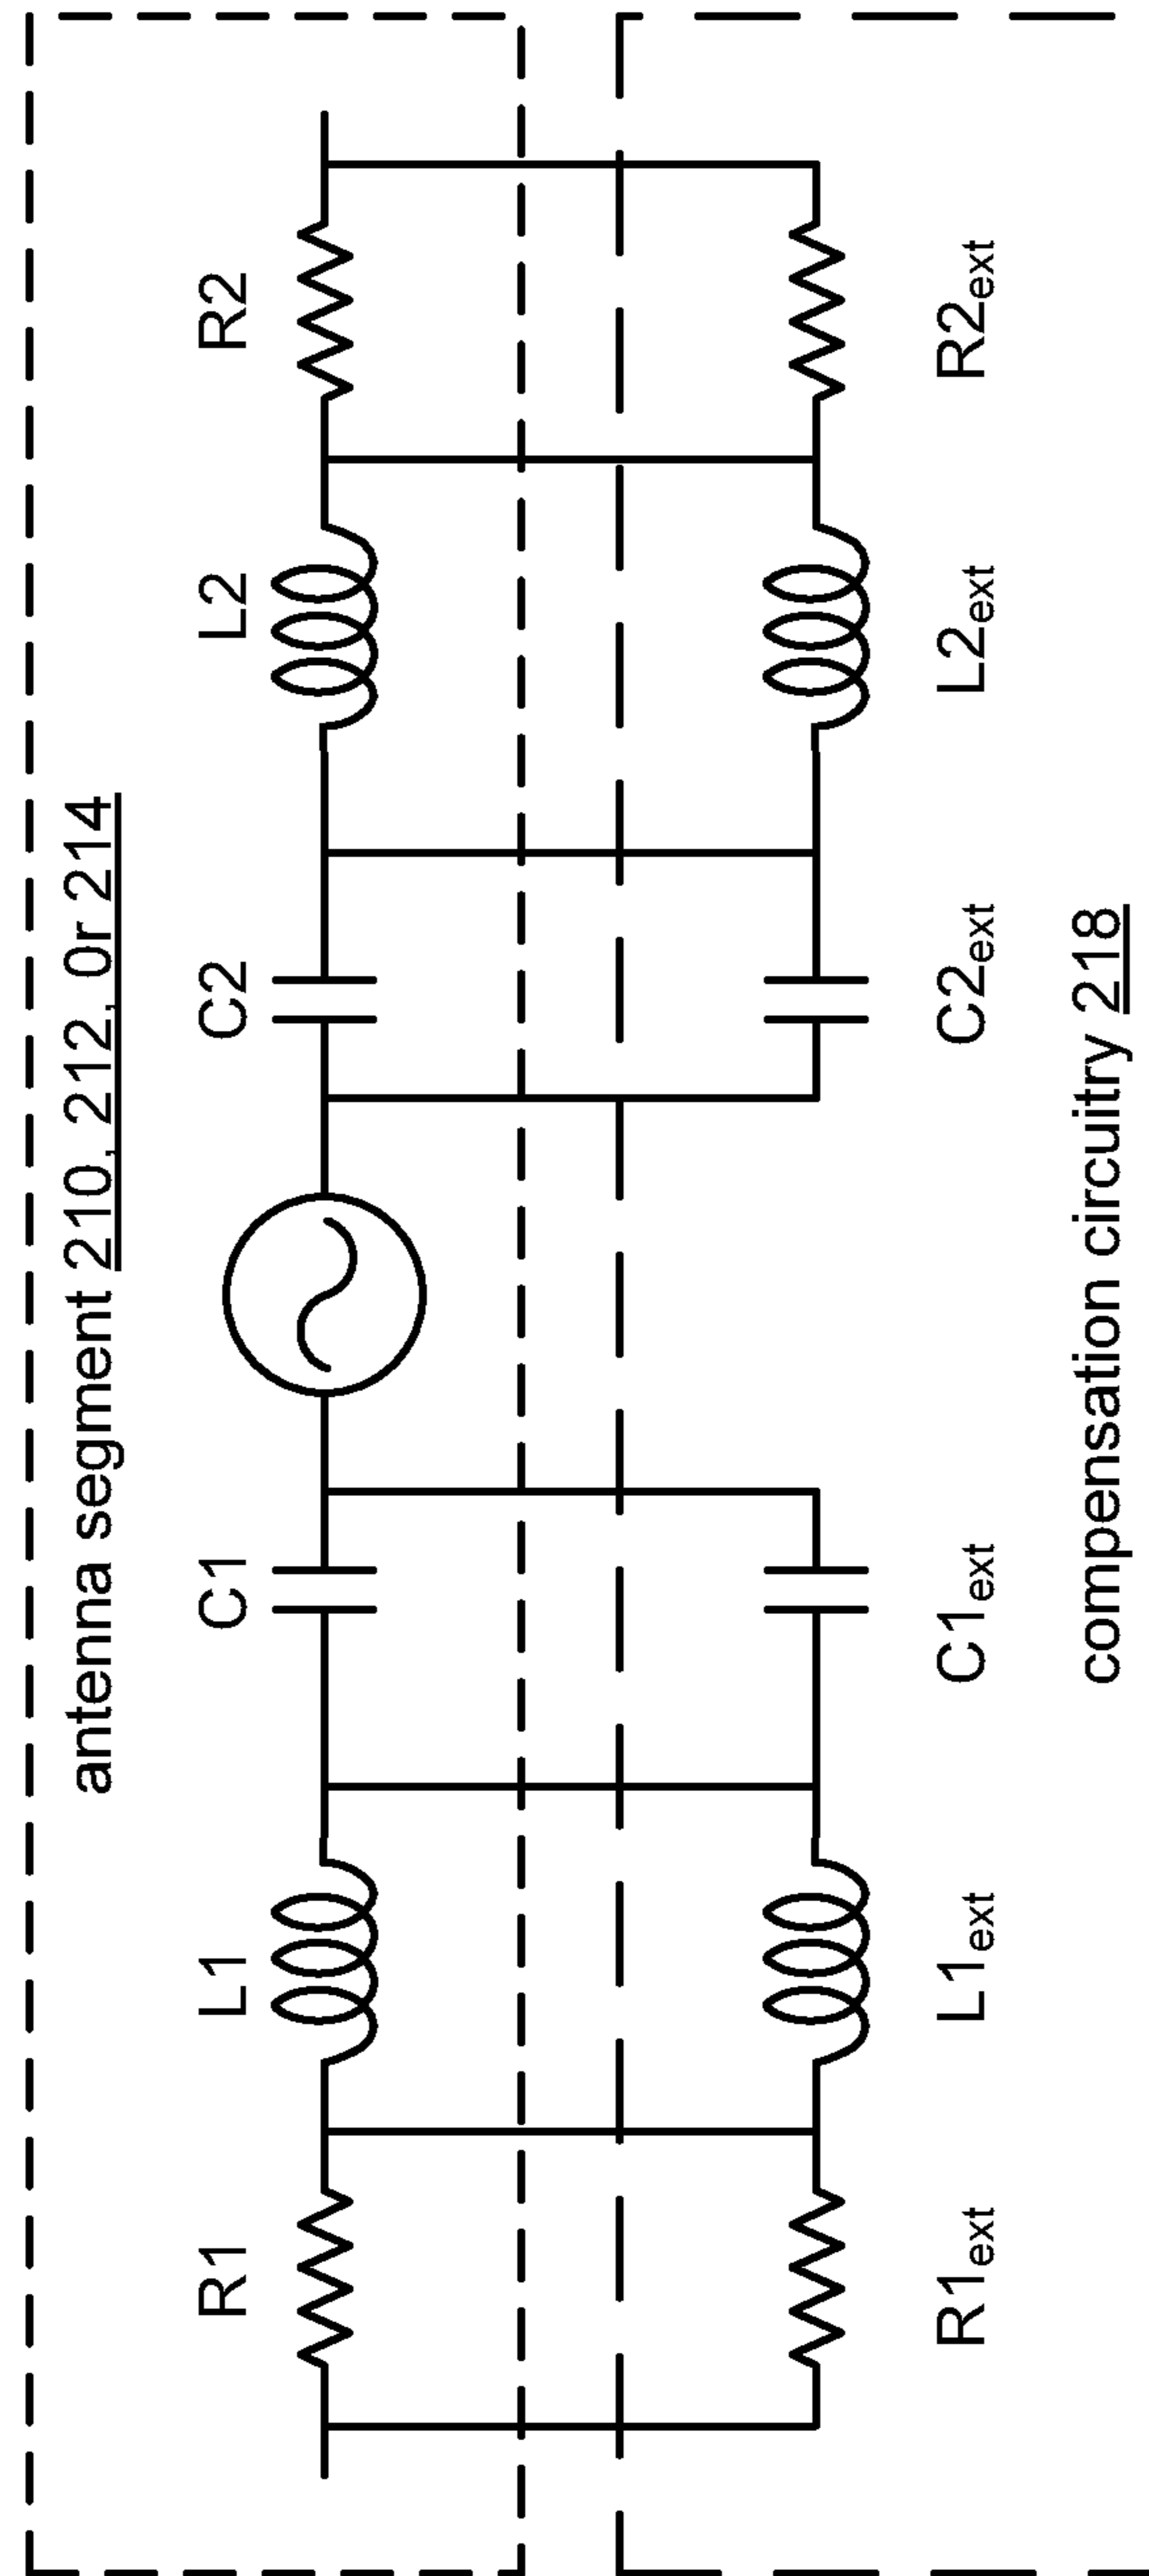 antenna segment 210, 212, 0r 214
R1 L1 C1 C2 L2 R2
R1ext L1ext C1ext C2ext L2ext R2ext
compensation circuitry 218